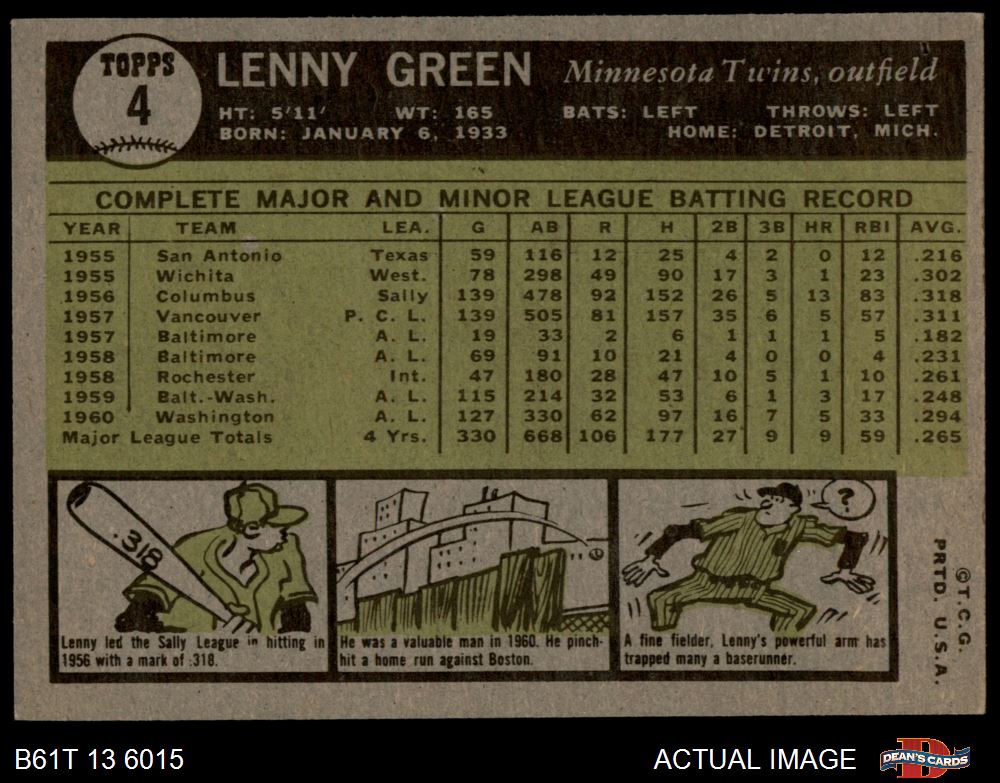 TOPPS
4
LENNY GREEN Minnesota Twins, outfield
HT: 5'11' WT: 165 BATS: LEFT THROWS: LEFT
BORN: JANUARY 6, 1933 HOME: DETROIT, MICH.
COMPLETE MAJOR AND MINOR LEAGUE BATTING RECORD
YEAR TEAM LEA. G AB R H 2B 3B HR RBI AVG.
1955 San Antonio Texas 59 116 12 25 4 2 0 12 .216
1955 Wichita West. 78 298 49 90 17 3 1 23 .302
1956 Columbus Sally 139 478 92 152 26 5 13 83 .318
1957 Vancouver P. C. L. 139 505 81 157 35 6 5 57 .311
1957 Baltimore A. L. 19 33 2 6 1 1 1 5 .182
1958 Baltimore A. L. 69 91 10 21 4 0 0 4 .231
1958 Rochester Int. 47 180 28 47 10 5 1 10 .261
1959 Balt.-Wash. A. L. 115 214 32 53 6 1 3 17 .248
1960 Washington A. L. 127 330 62 97 16 7 5 33 .294
Major League Totals 4 Yrs. 330 668 106 177 27 9 9 59 .265
.318
Lenny led the Sally League in hitting in
1956 with a mark of .318.
He was a valuable man in 1960. He pinch-
hit a home run against Boston.
?
A fine fielder, Lenny's powerful arm has
trapped many a baserunner.
©T.C.G.
PRTD. U.S.A.
B61T 13 6015
ACTUAL IMAGE
DEAN'S CARDS